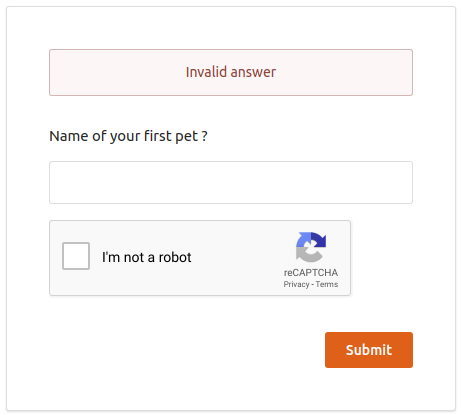 Invalid answer
Name of your first pet ?
I'm not a robot
reCAPTCHA
Privacy - Terms
Submit